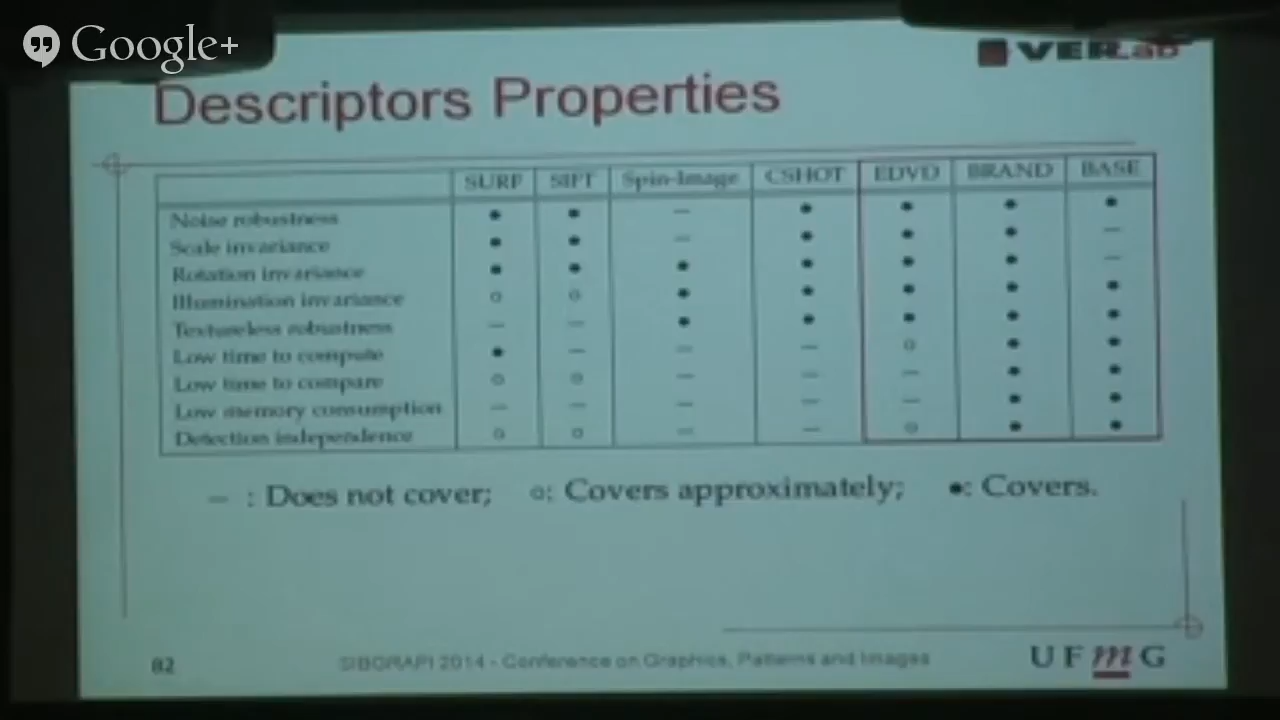 Google+
VERLab
Descriptors Properties
SURF SIFT Spin-Image CSHOT EDVD BRAND BASE
Noise robustness • • – • • • •
Scale invariance • • – • • • –
Rotation invariance • • • • • • –
Illumination invariance o o • • • • •
Textureless robustness – – • • • • •
Low time to compute • – – – o • •
Low time to compare o o – – – • •
Low memory consumption – – – – – • •
Detection independence o o – – o • •
– : Does not cover; o: Covers approximately; •: Covers.
82
SIBGRAPI 2014 - Conference on Graphics, Patterns and Images
UFmG